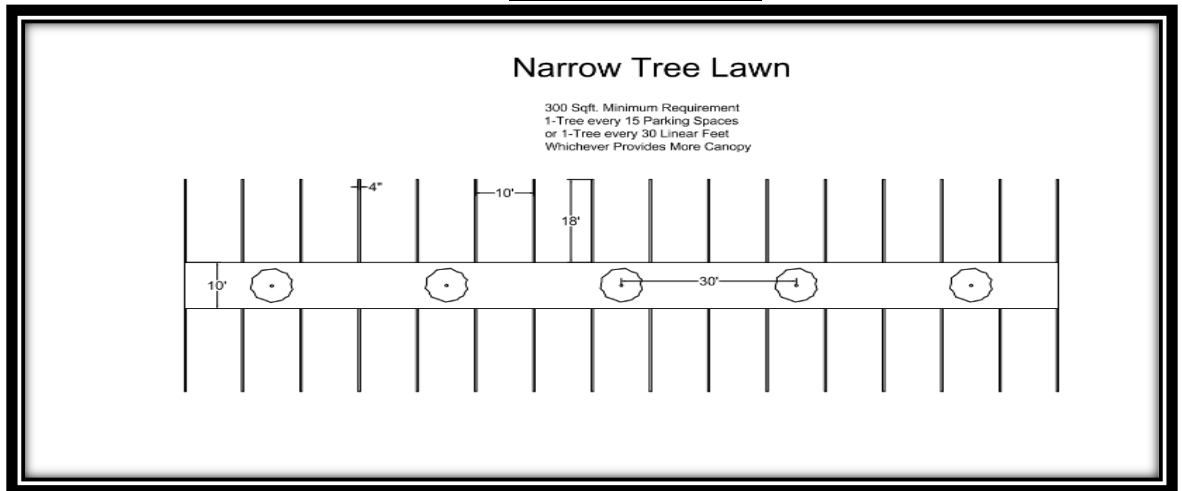 Narrow Tree Lawn
300 Sqft. Minimum Requirement
1-Tree every 15 Parking Spaces
or 1-Tree every 30 Linear Feet
Whichever Provides More Canopy
4"
10'
18'
10'
30'